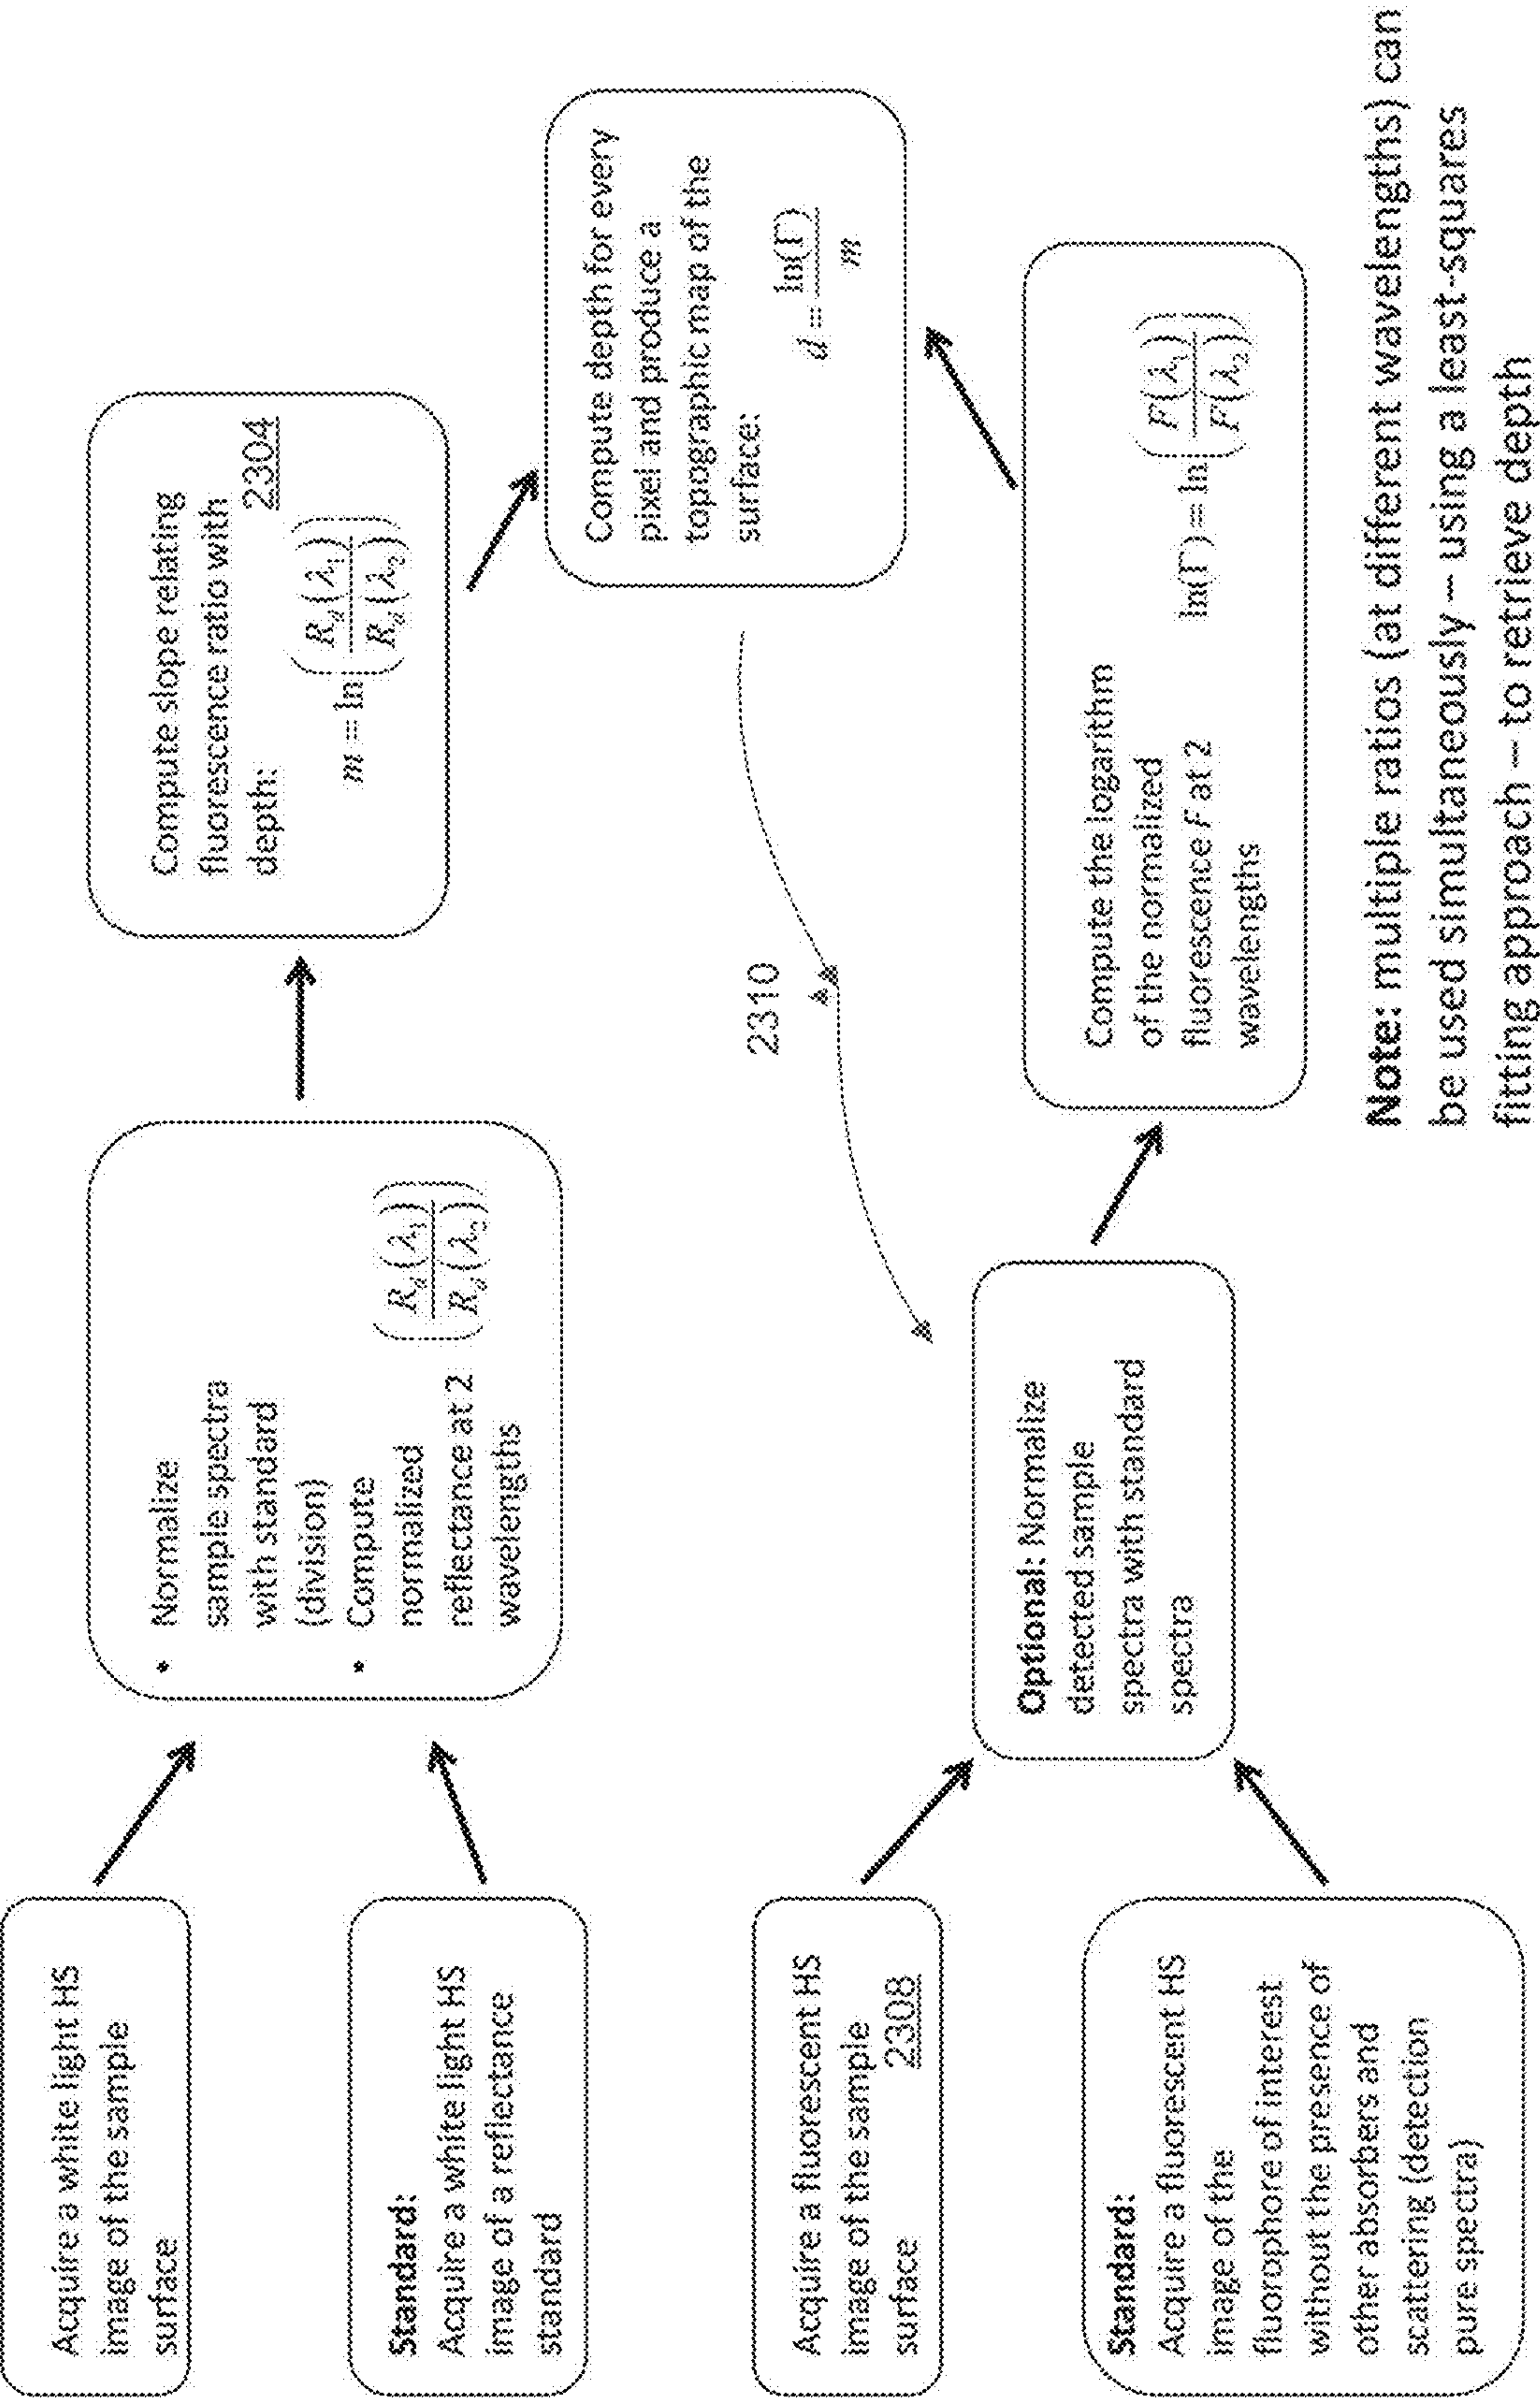 Acquire a white light HS
image of the sample
surface
Standard:
Acquire a white light HS
image of a reflectance
standard
• Normalize
sample spectra
with standard
(division)
• Compute
normalized
reflectance at 2
wavelengths
(R_d(λ_1)/R_d(λ_2))
Compute slope relating
fluorescence ratio with
depth:
2304
m = ln(R_d(λ_1)/R_d(λ_2))
Compute depth for every
pixel and produce a
topographic map of the
surface:
d = ln(Γ)/m
2310
Acquire a fluorescent HS
image of the sample
surface
2308
Standard:
Acquire a fluorescent HS
image of the
fluorophore of interest
without the presence of
other absorbers and
scattering (detection
pure spectra)
Optional: Normalize
detected sample
spectra with standard
spectra
Compute the logarithm
of the normalized
fluorescence F at 2
wavelengths
ln(Γ) = ln(F(λ_1)/F(λ_2))
Note: multiple ratios (at different wavelengths) can
be used simultaneously – using a least-squares
fitting approach – to retrieve depth